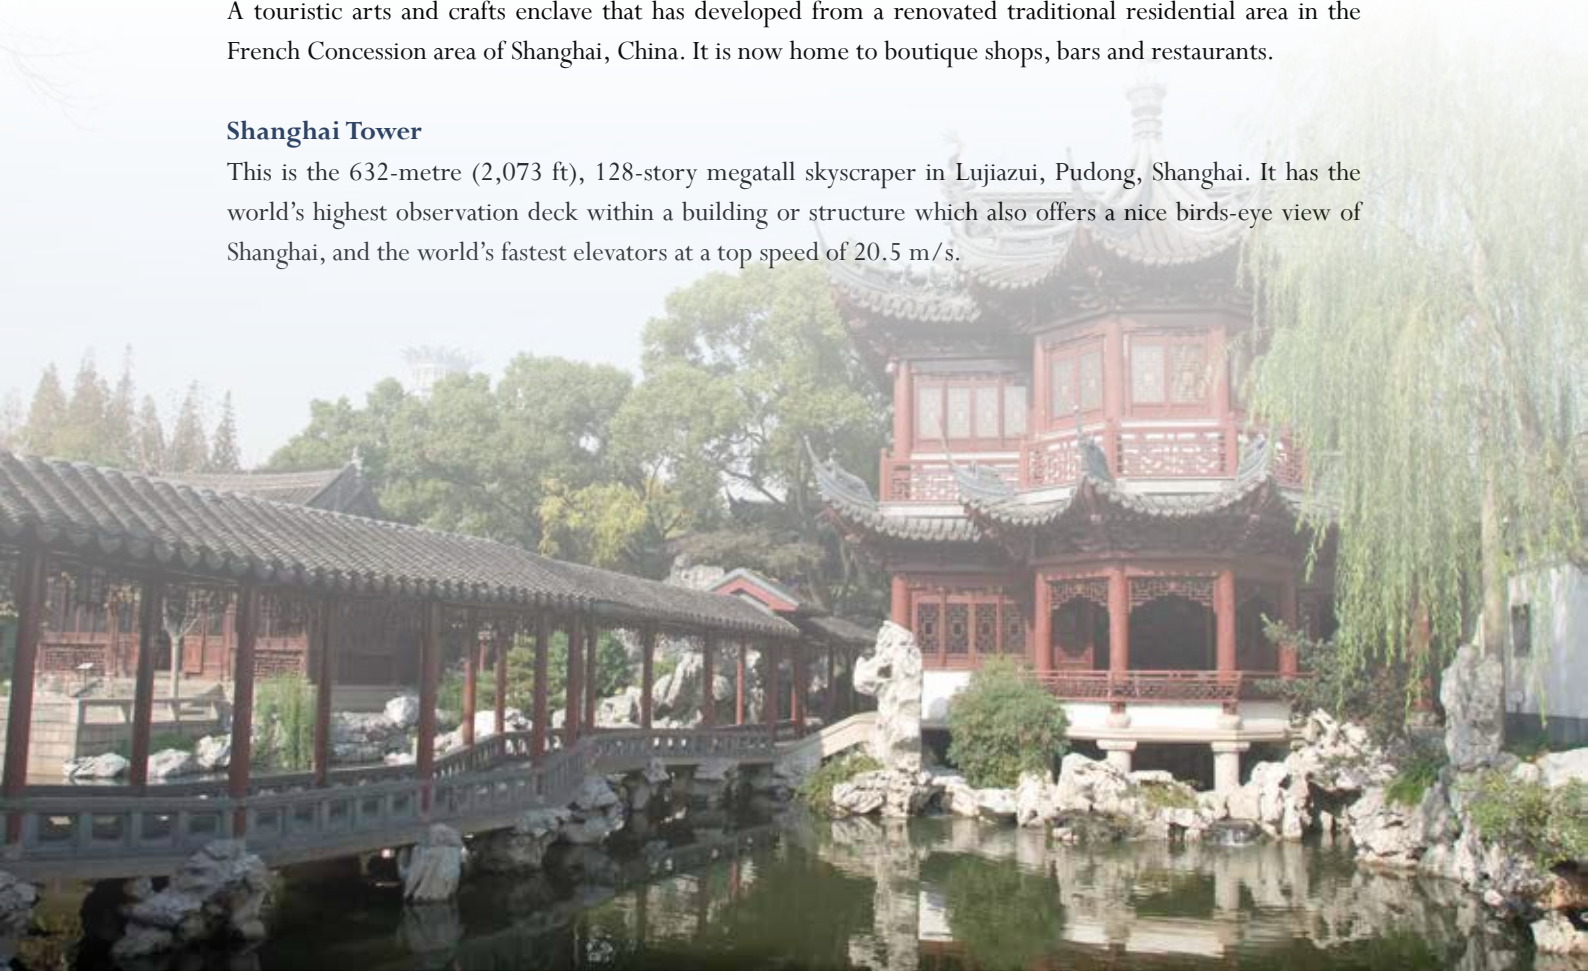 A touristic arts and crafts enclave that has developed from a renovated traditional residential area in the
French Concession area of Shanghai, China. It is now home to boutique shops, bars and restaurants.
Shanghai Tower
This is the 632-metre (2,073 ft), 128-story megatall skyscraper in Lujiazui, Pudong, Shanghai. It has the
world’s highest observation deck within a building or structure which also offers a nice birds-eye view of
Shanghai, and the world’s fastest elevators at a top speed of 20.5 m/s.